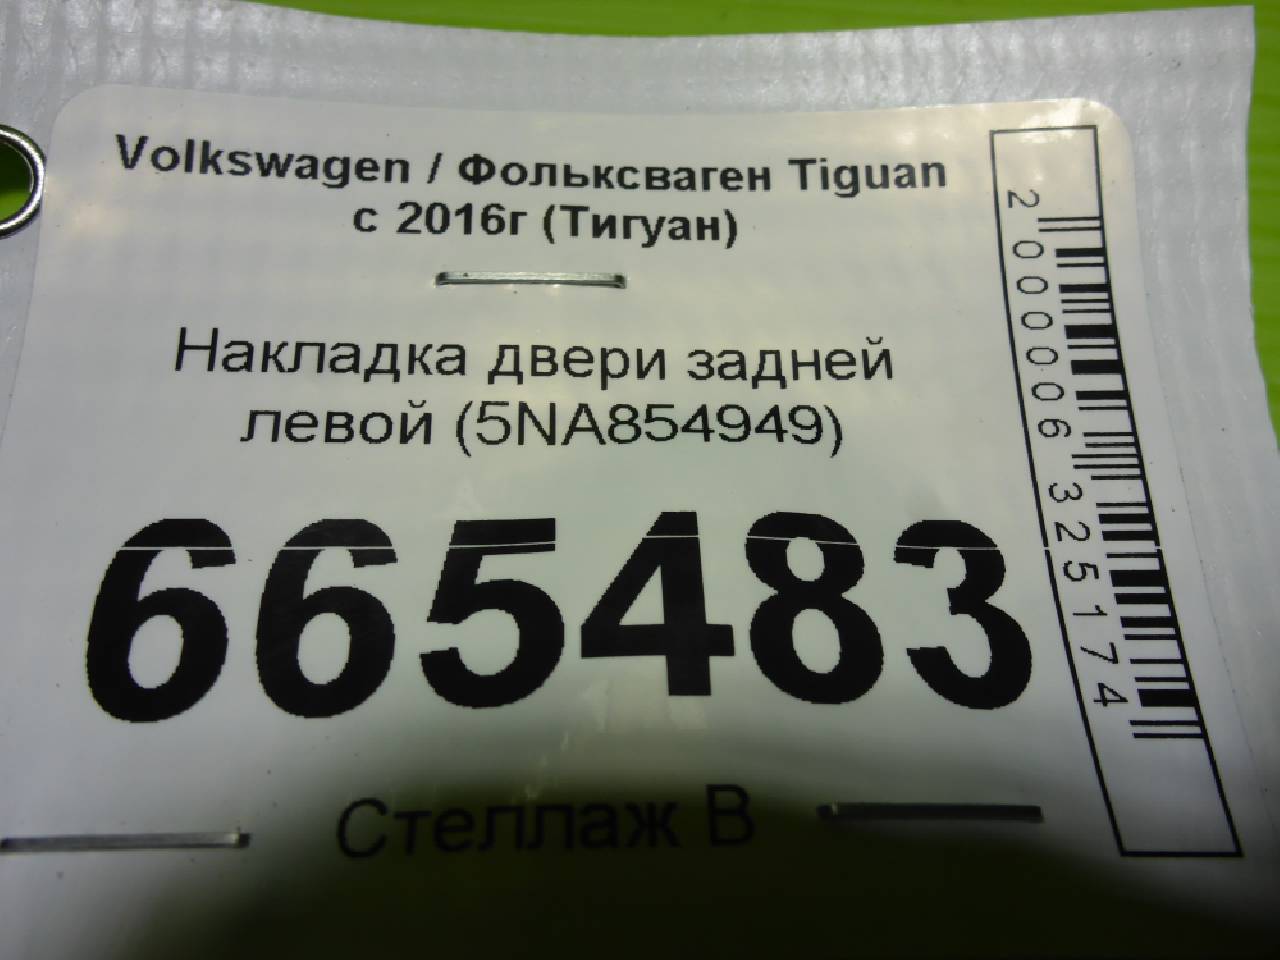 Volkswagen / Фольксваген Tiguan
с 2016г (Тигуан)
Накладка двери задней
левой (5NA854949)
665483
Стеллаж В
2000006325174